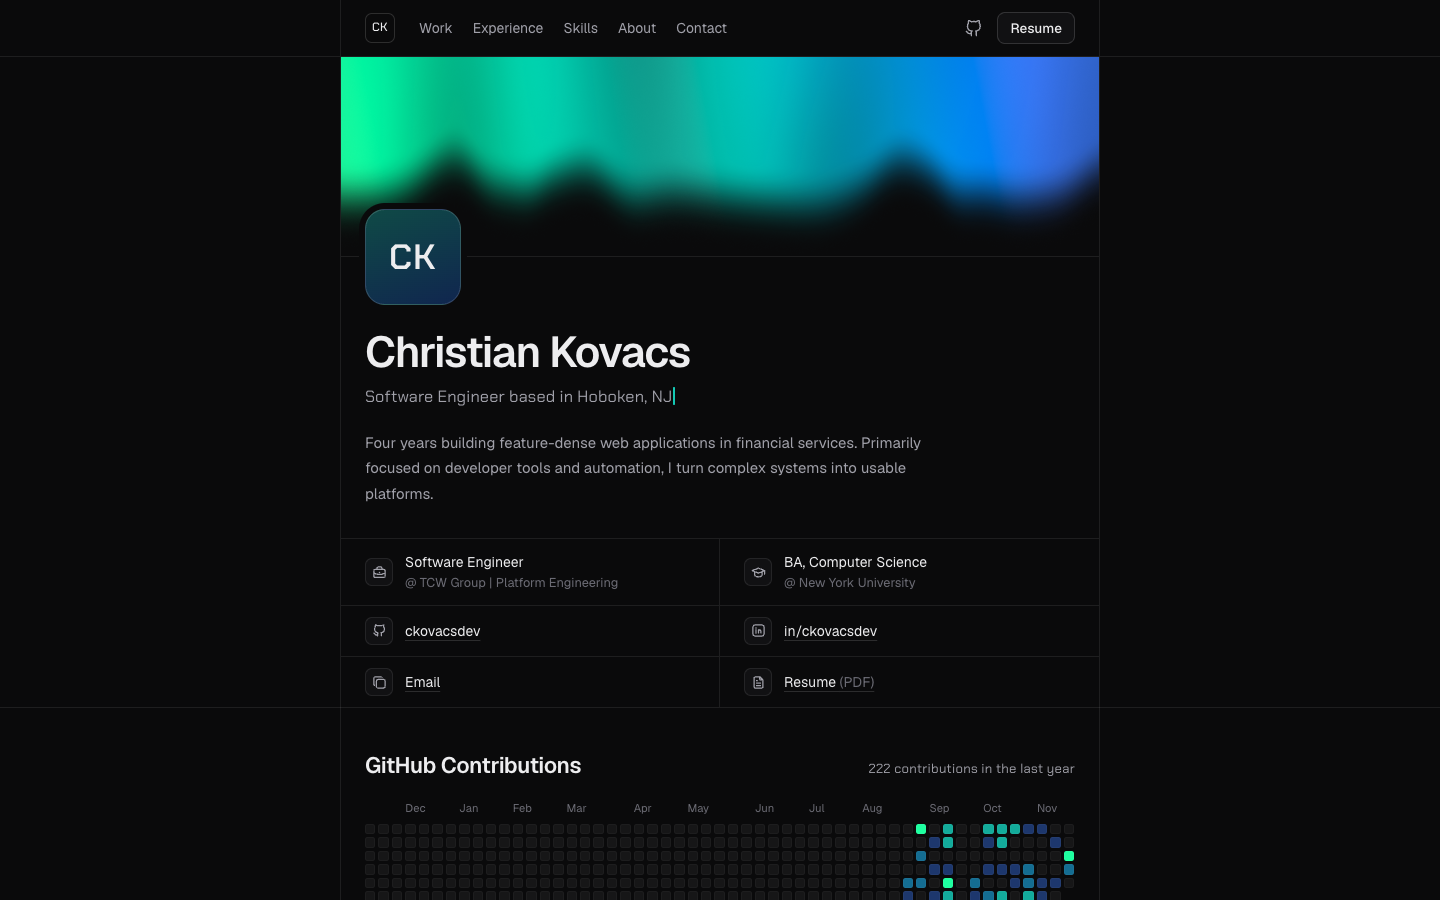 CK Work Experience Skills About Contact Resume
CK
Christian Kovacs
Software Engineer based in Hoboken, NJ
Four years building feature-dense web applications in financial services. Primarily
focused on developer tools and automation, I turn complex systems into usable
platforms.
Software Engineer
@ TCW Group | Platform Engineering
BA, Computer Science
@ New York University
ckovacsdev
in/ckovacsdev
Email
Resume (PDF)
GitHub Contributions
222 contributions in the last year
Dec Jan Feb Mar Apr May Jun Jul Aug Sep Oct Nov